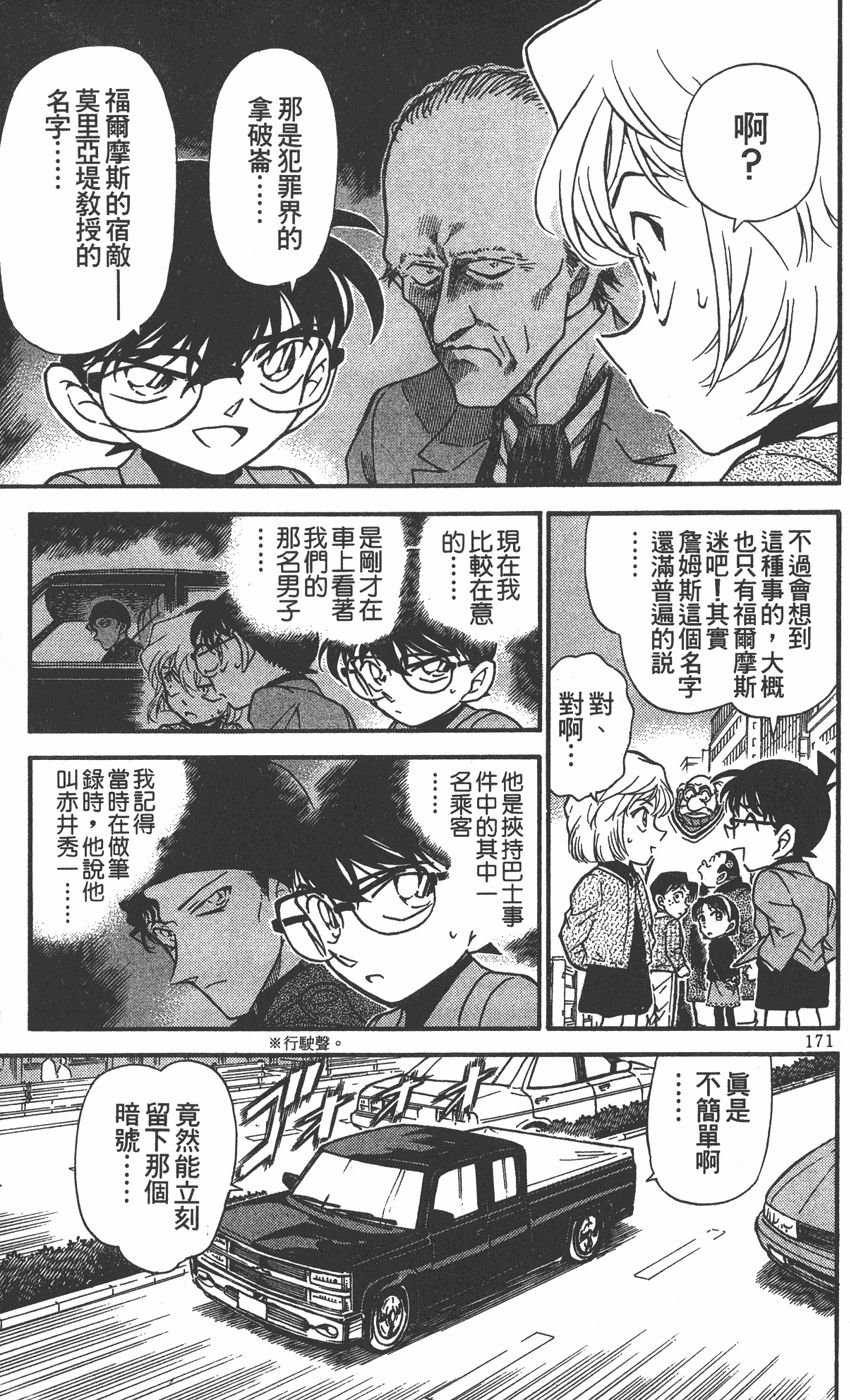 啊？
那是犯罪界的
拿破崙……
福爾摩斯的宿敵—
莫里亞堤教授的
名字……
不過會想到
這種事的，大概
也只有福爾摩斯
迷吧！其實
詹姆斯這個名字
還滿普遍的說
……
對、
對啊…
現在我
比較在意
的……
是剛才在
車上看著
我們的
那名男子
……
他是挾持巴士事
件中的其中一
名乘客
……
我記得
當時在做筆
錄時，他說他
叫赤井秀一……
171
※行駛聲。
眞是
不簡單啊
……
ゴオオオ
竟然能立刻
留下那個
暗號……